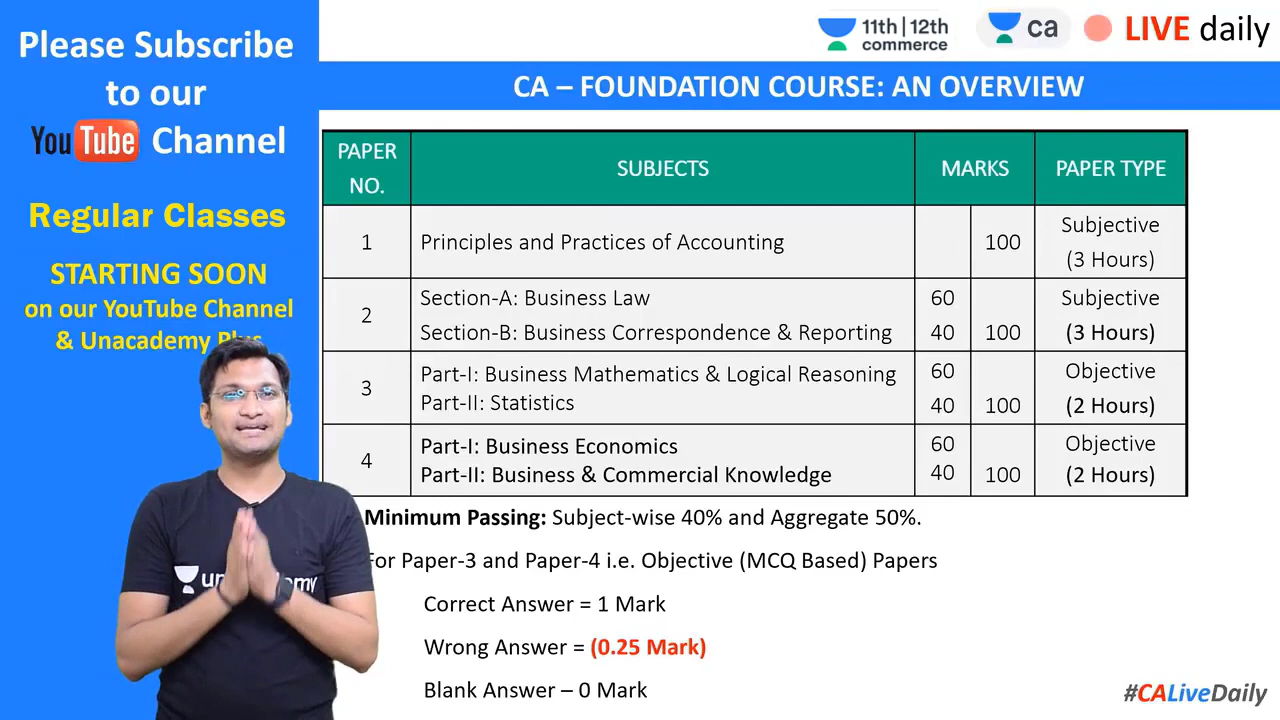 Please Subscribe
to our
YouTube Channel
Regular Classes
STARTING SOON
on our YouTube Channel
& Unacademy Plus
11th | 12th
commerce
ca
LIVE daily
CA – FOUNDATION COURSE: AN OVERVIEW
PAPER NO. SUBJECTS MARKS PAPER TYPE
1 Principles and Practices of Accounting 100 Subjective (3 Hours)
2 Section-A: Business Law 60 Subjective
Section-B: Business Correspondence & Reporting 40 100 (3 Hours)
3 Part-I: Business Mathematics & Logical Reasoning 60 Objective
Part-II: Statistics 40 100 (2 Hours)
4 Part-I: Business Economics 60 Objective
Part-II: Business & Commercial Knowledge 40 100 (2 Hours)
Minimum Passing: Subject-wise 40% and Aggregate 50%.
For Paper-3 and Paper-4 i.e. Objective (MCQ Based) Papers
Correct Answer = 1 Mark
Wrong Answer = (0.25 Mark)
Blank Answer – 0 Mark
#CALiveDaily